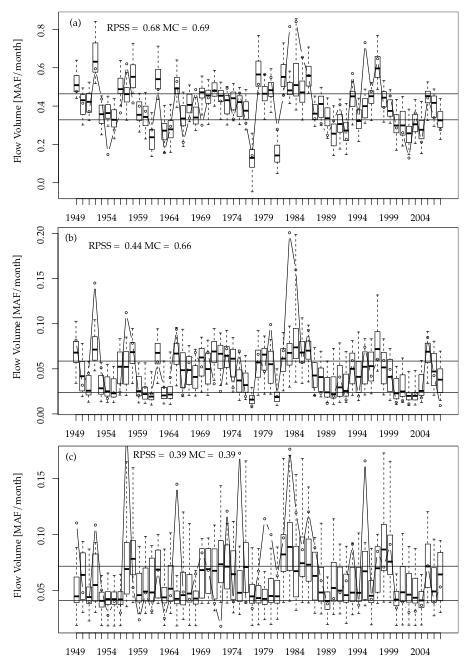 (a)
RPSS = 0.68 MC = 0.69
Flow Volume [MAF/month]
0.8
0.6
0.4
0.2
0.0
1949 1954 1959 1964 1969 1974 1979 1984 1989 1994 1999 2004
(b)
RPSS = 0.44 MC = 0.66
Flow Volume [MAF/month]
0.20
0.15
0.10
0.05
0.00
1949 1954 1959 1964 1969 1974 1979 1984 1989 1994 1999 2004
(c)
RPSS = 0.39 MC = 0.39
Flow Volume [MAF/month]
0.15
0.10
0.05
1949 1954 1959 1964 1969 1974 1979 1984 1989 1994 1999 2004